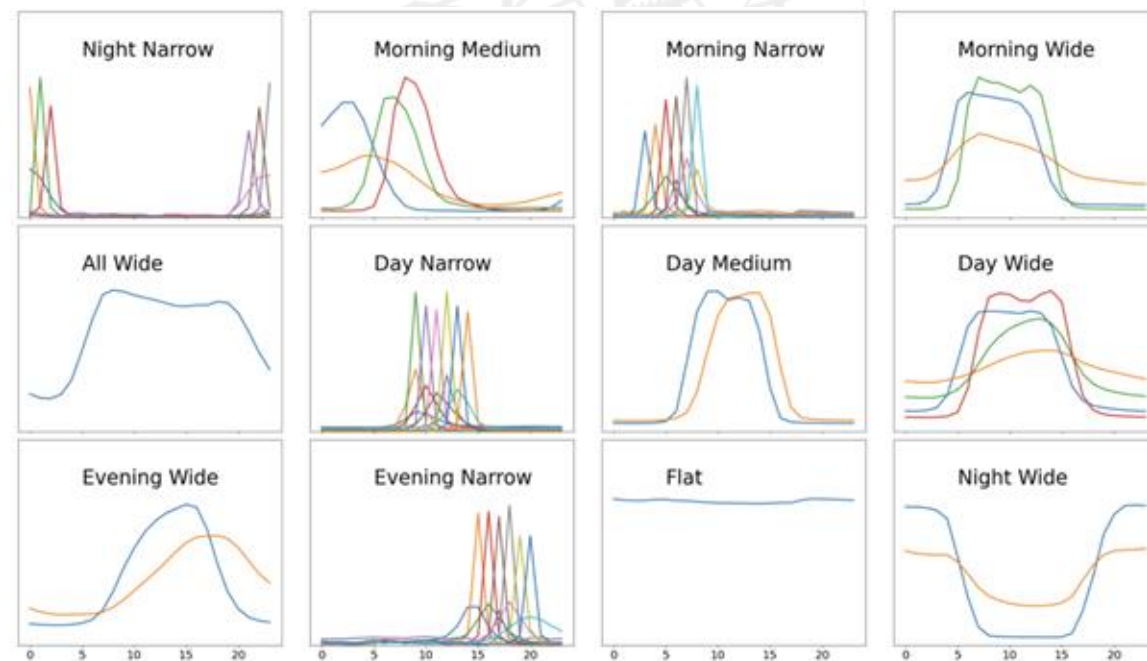 Night Narrow
Morning Medium
Morning Narrow
Morning Wide
All Wide
Day Narrow
Day Medium
Day Wide
Evening Wide
Evening Narrow
Flat
Night Wide
0 5 10 15 20
0 5 10 15 20
0 5 10 15 20
0 5 10 15 20